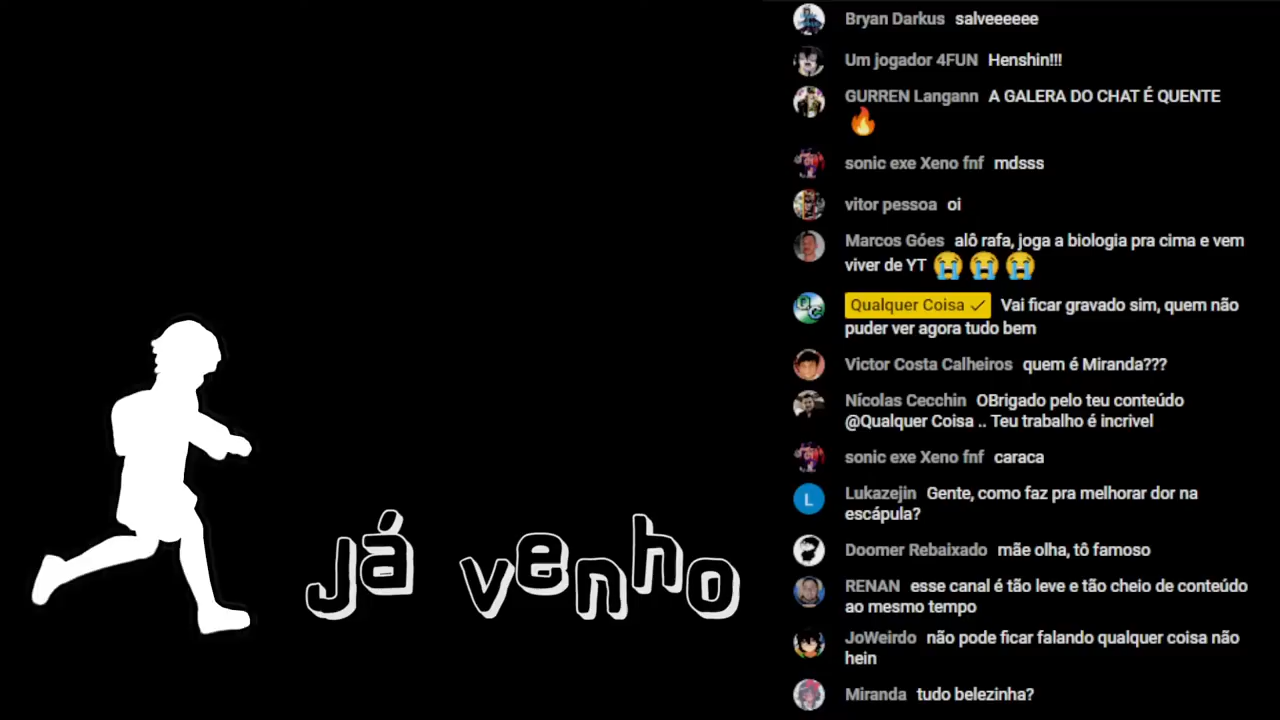 Bryan Darkus salveeeeee
Um jogador 4FUN Henshin!!!
GURREN Langann A GALERA DO CHAT É QUENTE
🔥
sonic exe Xeno fnf mdsss
vitor pessoa oi
Marcos Góes alô rafa, joga a biologia pra cima e vem
viver de YT 😭 😭 😭
Qualquer Coisa ✓ Vai ficar gravado sim, quem não
puder ver agora tudo bem
Victor Costa Calheiros quem é Miranda???
Nícolas Cecchin OBrigado pelo teu conteúdo
@Qualquer Coisa .. Teu trabalho é incrivel
sonic exe Xeno fnf caraca
L
Lukazejin Gente, como faz pra melhorar dor na
escápula?
Doomer Rebaixado mãe olha, tô famoso
RENAN esse canal é tão leve e tão cheio de conteúdo
ao mesmo tempo
JoWeirdo não pode ficar falando qualquer coisa não
hein
Miranda tudo belezinha?
já venho